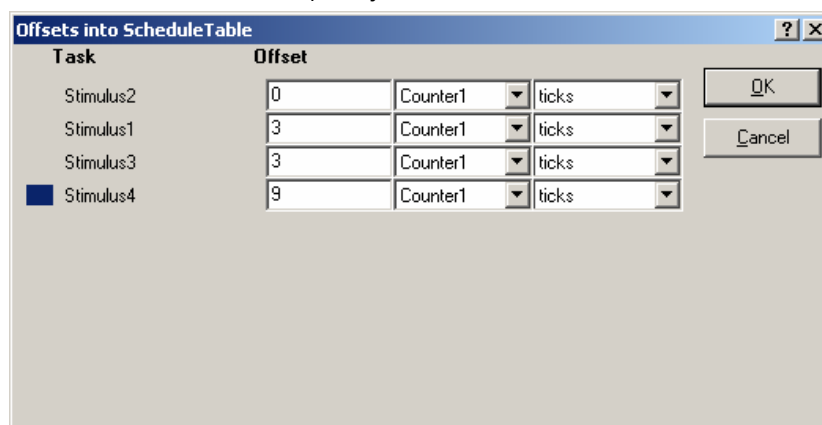 Offsets into ScheduleTable
Task Offset
Stimulus2 0 Counter1 ticks OK
Stimulus1 3 Counter1 ticks Cancel
Stimulus3 3 Counter1 ticks
Stimulus4 9 Counter1 ticks